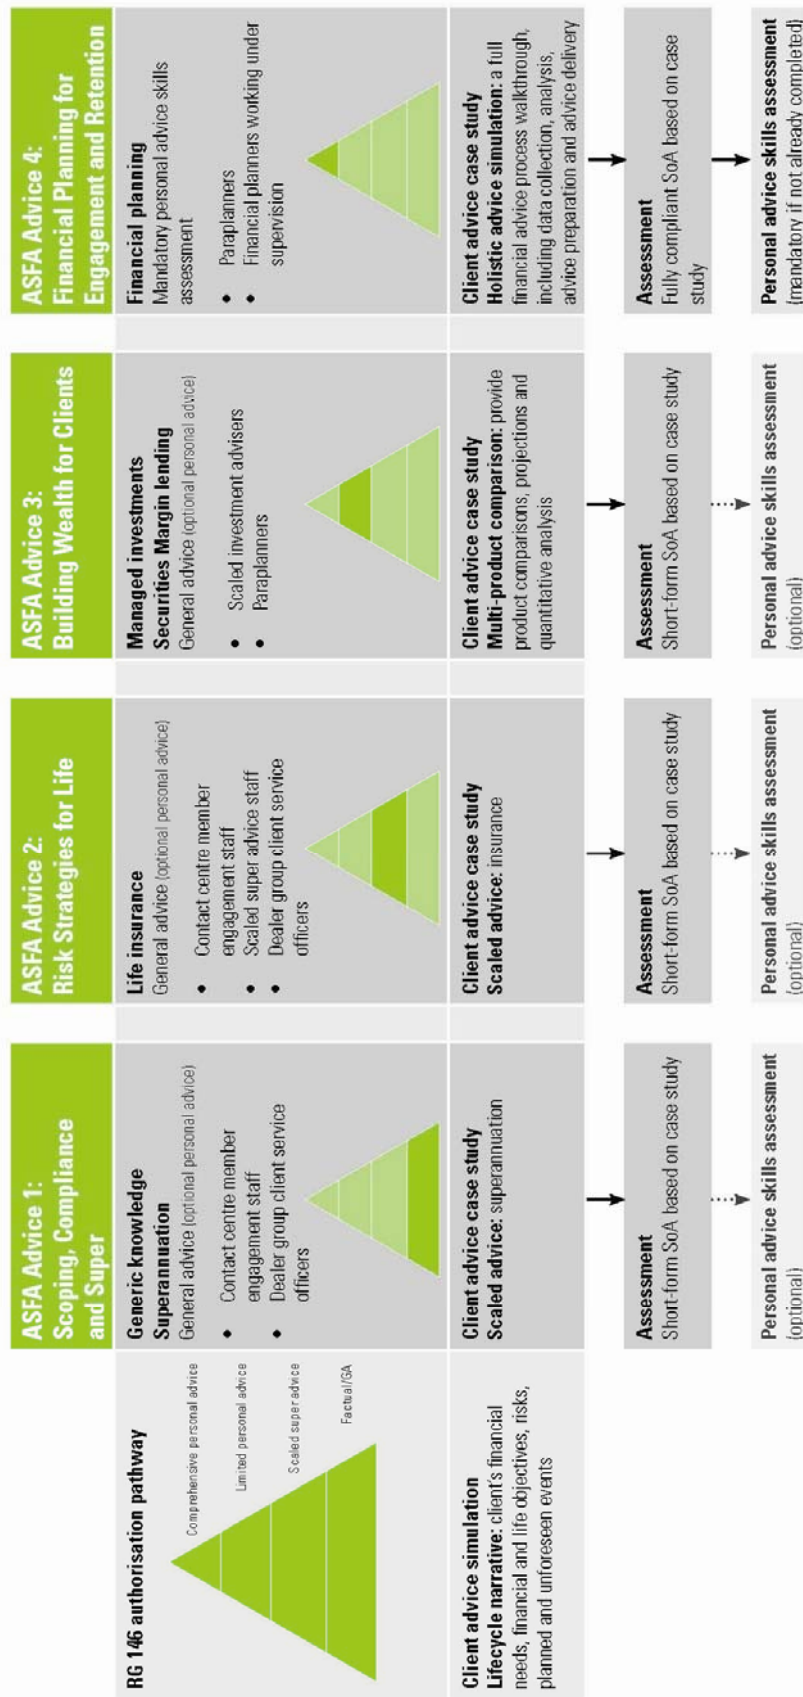 RG 146 authorisation pathway
Comprehensive personal advice
Limited personal advice
Scaled super advice
Factual/GA
Client advice simulation
Lifecycle narrative: client's financial
needs, financial and life objectives, risks,
planned and unforeseen events
ASFA Advice 1:
Scoping, Compliance
and Super
Generic knowledge
Superannuation
General advice (optional personal advice)
• Contact centre member
engagement staff
• Dealer group client service
officers
Client advice case study
Scaled advice: superannuation
Assessment
Short-form SoA based on case study
Personal advice skills assessment
(optional)
ASFA Advice 2:
Risk Strategies for Life
Life insurance
General advice (optional personal advice)
• Contact centre member
engagement staff
• Scaled super advice staff
• Dealer group client service
officers
Client advice case study
Scaled advice: insurance
Assessment
Short-form SoA based on case study
Personal advice skills assessment
(optional)
ASFA Advice 3:
Building Wealth for Clients
Managed investments
Securities Margin lending
General advice (optional personal advice)
• Scaled investment advisers
• Paraplanners
Client advice case study
Multi-product comparison: provide
product comparisons, projections and
quantitative analysis
Assessment
Short-form SoA based on case study
Personal advice skills assessment
(optional)
ASFA Advice 4:
Financial Planning for
Engagement and Retention
Financial planning
Mandatory personal advice skills
assessment
• Paraplanners
• Financial planners working under
supervision
Client advice case study
Holistic advice simulation: a full
financial advice process walkthrough,
including data collection, analysis,
advice preparation and advice delivery
Assessment
Fully compliant SoA based on case
study
Personal advice skills assessment
(mandatory if not already completed)